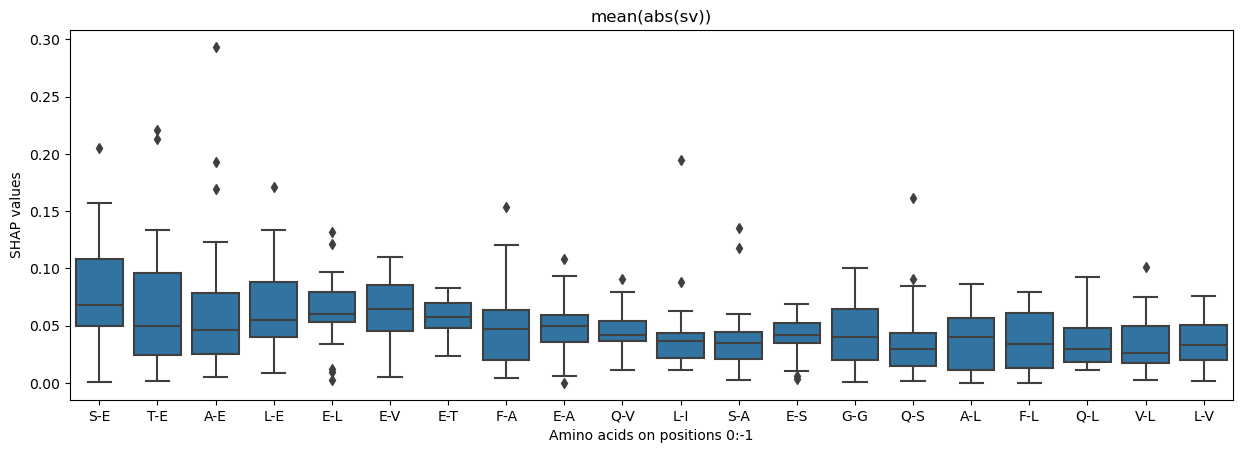 mean(abs(sv))
SHAP values
0.30
0.25
0.20
0.15
0.10
0.05
0.00
S-E T-E A-E L-E E-L E-V E-T F-A E-A Q-V L-I S-A E-S G-G Q-S A-L F-L Q-L V-L L-V
Amino acids on positions 0:-1